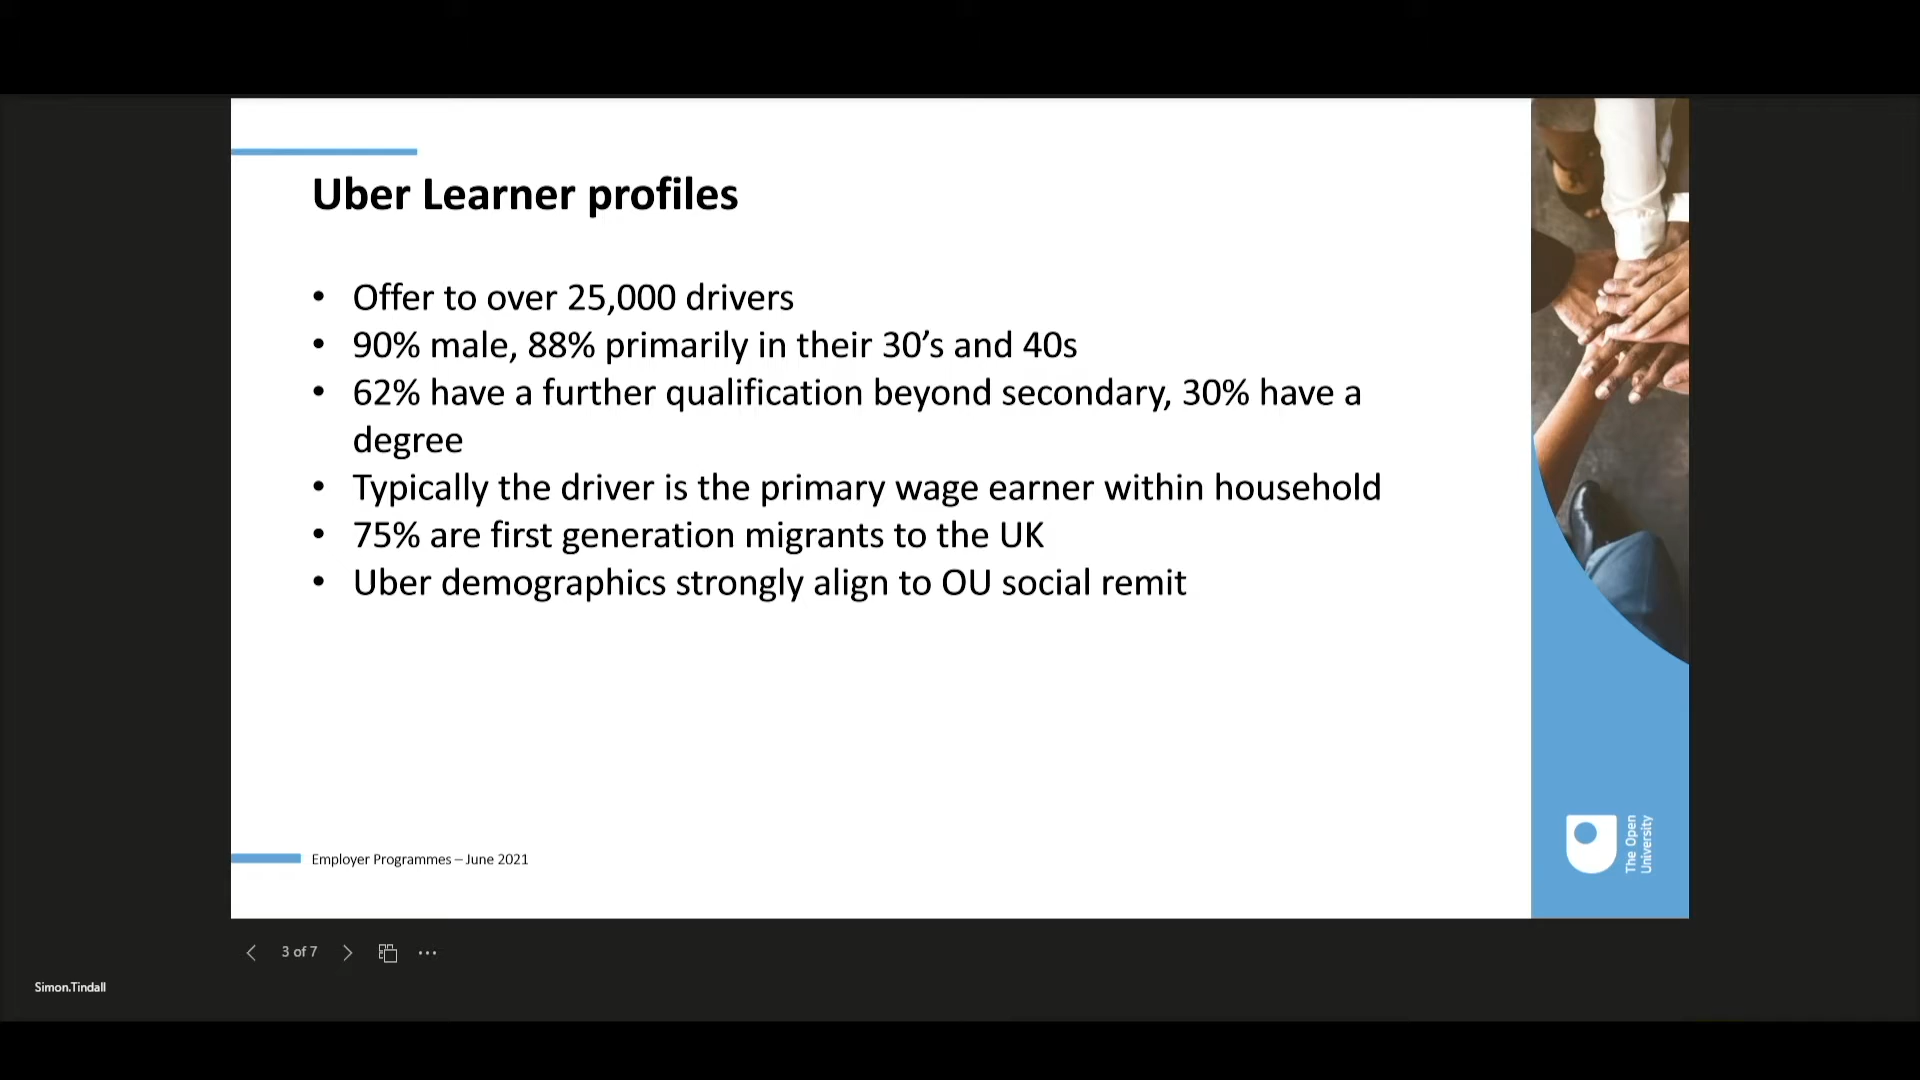 Uber Learner profiles
• Offer to over 25,000 drivers
• 90% male, 88% primarily in their 30’s and 40s
• 62% have a further qualification beyond secondary, 30% have a
degree
• Typically the driver is the primary wage earner within household
• 75% are first generation migrants to the UK
• Uber demographics strongly align to OU social remit
Employer Programmes – June 2021
The Open
University
3 of 7
Simon.Tindall